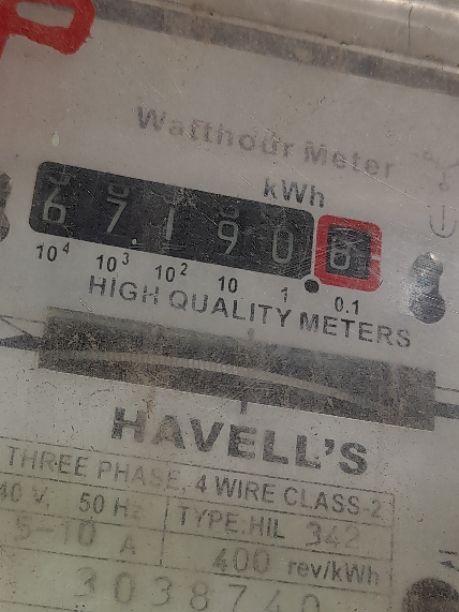 Watthour Meter
kWh
6 7 1 9 0 8
10⁴ 10³ 10² 10 1 0.1
HIGH QUALITY METERS
HAVELL'S
THREE PHASE, 4 WIRE CLASS-2
40 V, 50 Hz TYPE:HIL 342
5-10 A 400 rev/kWh
3038740